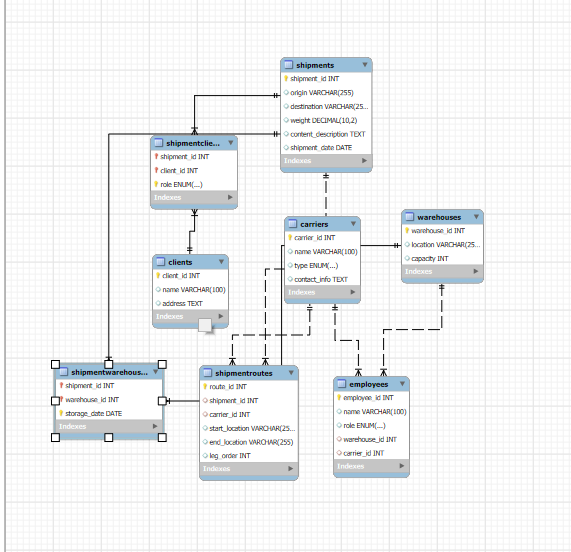 shipments
shipment_id INT
origin VARCHAR(255)
destination VARCHAR(25...
weight DECIMAL(10,2)
content_description TEXT
shipment_date DATE
Indexes
shipmentclie...
shipment_id INT
client_id INT
role ENUM(...)
Indexes
carriers
carrier_id INT
name VARCHAR(100)
type ENUM(...)
contact_info TEXT
Indexes
warehouses
warehouse_id INT
location VARCHAR(25...
capacity INT
Indexes
clients
client_id INT
name VARCHAR(100)
address TEXT
Indexes
shipmentwarehous...
shipment_id INT
warehouse_id INT
storage_date DATE
Indexes
shipmentroutes
route_id INT
shipment_id INT
carrier_id INT
start_location VARCHAR(25...
end_location VARCHAR(255)
leg_order INT
Indexes
employees
employee_id INT
name VARCHAR(100)
role ENUM(...)
warehouse_id INT
carrier_id INT
Indexes